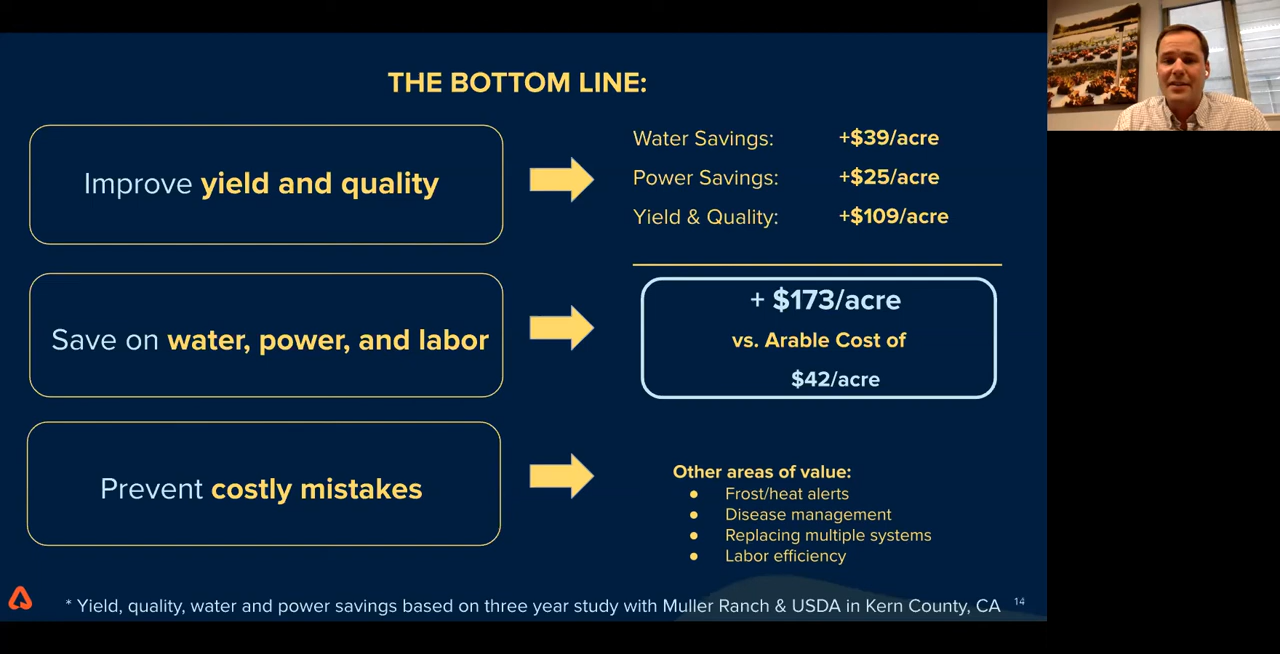 THE BOTTOM LINE:
Improve yield and quality
Water Savings: +$39/acre
Power Savings: +$25/acre
Yield & Quality: +$109/acre
Save on water, power, and labor
+ $173/acre
vs. Arable Cost of
$42/acre
Prevent costly mistakes
Other areas of value:
● Frost/heat alerts
● Disease management
● Replacing multiple systems
● Labor efficiency
* Yield, quality, water and power savings based on three year study with Muller Ranch & USDA in Kern County, CA 14